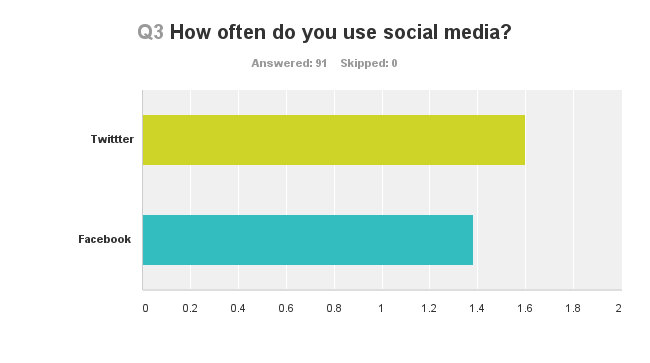 Q3 How often do you use social media?
Answered: 91 Skipped: 0
Twittter
Facebook
0 0.2 0.4 0.6 0.8 1 1.2 1.4 1.6 1.8 2